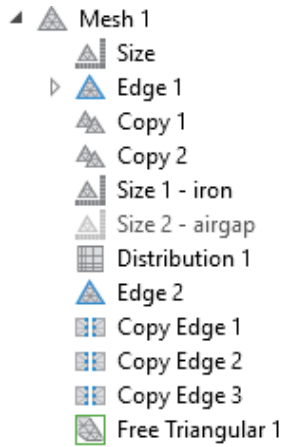 Mesh 1
Size
Edge 1
Copy 1
Copy 2
Size 1 - iron
Size 2 - airgap
Distribution 1
Edge 2
Copy Edge 1
Copy Edge 2
Copy Edge 3
Free Triangular 1